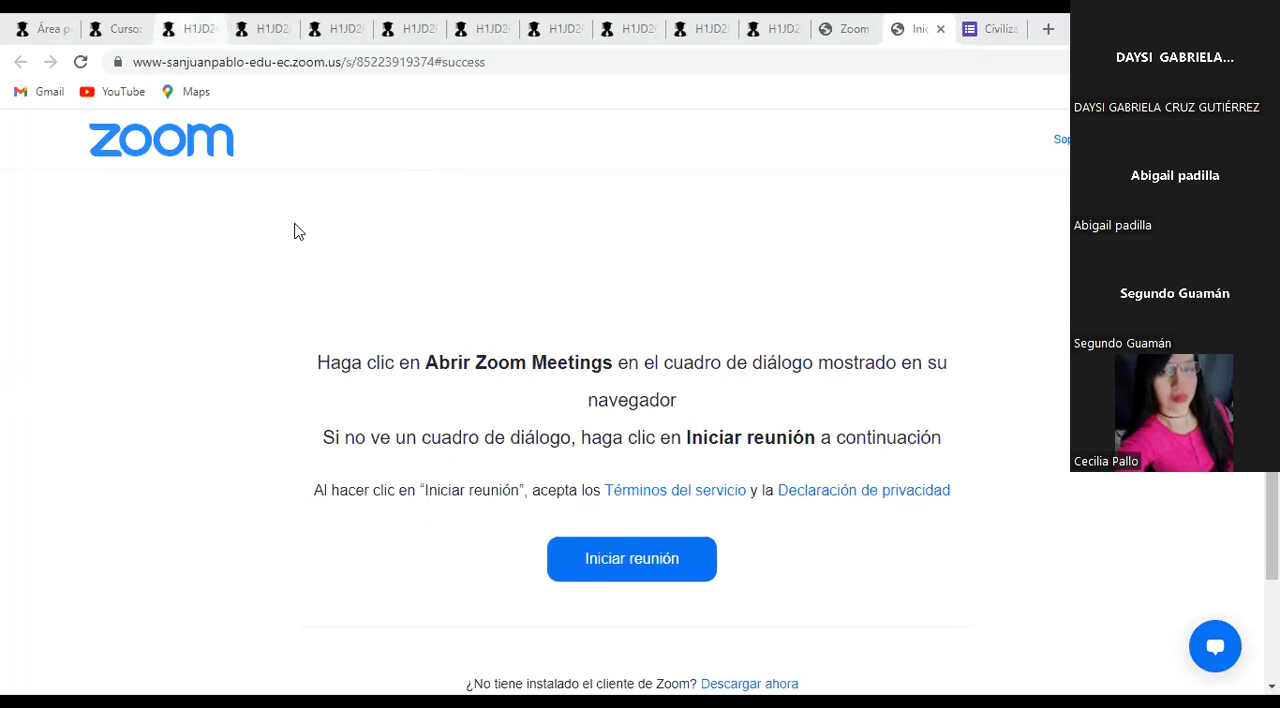 Área p
Curso:
H1JD2
H1JD2
H1JD2
H1JD2
H1JD2
H1JD2
H1JD2
H1JD2
H1JD2
Zoom
Inic
Civiliza
www-sanjuanpablo-edu-ec.zoom.us/s/85223919374#success
Gmail YouTube Maps
zoom
Sop
Haga clic en Abrir Zoom Meetings en el cuadro de diálogo mostrado en su
navegador
Si no ve un cuadro de diálogo, haga clic en Iniciar reunión a continuación
Al hacer clic en “Iniciar reunión”, acepta los Términos del servicio y la Declaración de privacidad
Iniciar reunión
¿No tiene instalado el cliente de Zoom? Descargar ahora
DAYSI GABRIELA...
DAYSI GABRIELA CRUZ GUTIÉRREZ
Abigail padilla
Abigail padilla
Segundo Guamán
Segundo Guamán
Cecilia Pallo